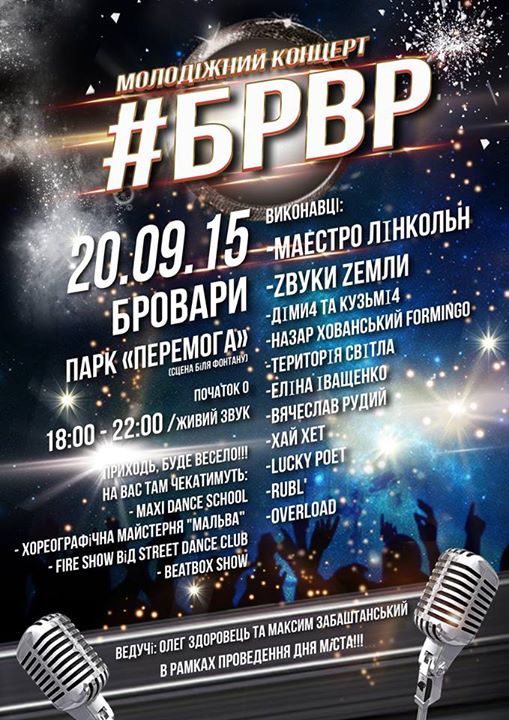 МОЛОДІЖНИЙ КОНЦЕРТ
#БРВР
20.09.15
БРОВАРИ
ПАРК «ПЕРЕМОГА»
(СЦЕНА БІЛЯ ФОНТАНУ)
ПОЧАТОК О
18:00 - 22:00 /ЖИВИЙ ЗВУК
ПРИХОДЬ, БУДЕ ВЕСЕЛО!!!
НА ВАС ТАМ ЧЕКАТИМУТЬ:
- MAXI DANCE SCHOOL
- ХОРЕОГРАФІЧНА МАЙСТЕРНЯ "МАЛЬВА"
- FIRE SHOW ВІД STREET DANCE CLUB
- BEATBOX SHOW
ВИКОНАВЦІ:
-МАЕСТРО ЛІНКОЛЬН
-ZВУКИ ZЕМЛИ
-ДІМИ4 ТА КУЗЬМІ4
-НАЗАР ХОВАНСЬКИЙ FORMINGO
-ТЕРИТОРІЯ СВІТЛА
-ЕЛІНА ІВАЩЕНКО
-ВЯЧЕСЛАВ РУДИЙ
-ХАЙ ХЕТ
-LUCKY POET
-RUBL'
-OVERLOAD
ВЕДУЧІ: ОЛЕГ ЗДОРОВЕЦЬ ТА МАКСИМ ЗАБАШТАНСЬКИЙ
В РАМКАХ ПРОВЕДЕННЯ ДНЯ МІСТА!!!